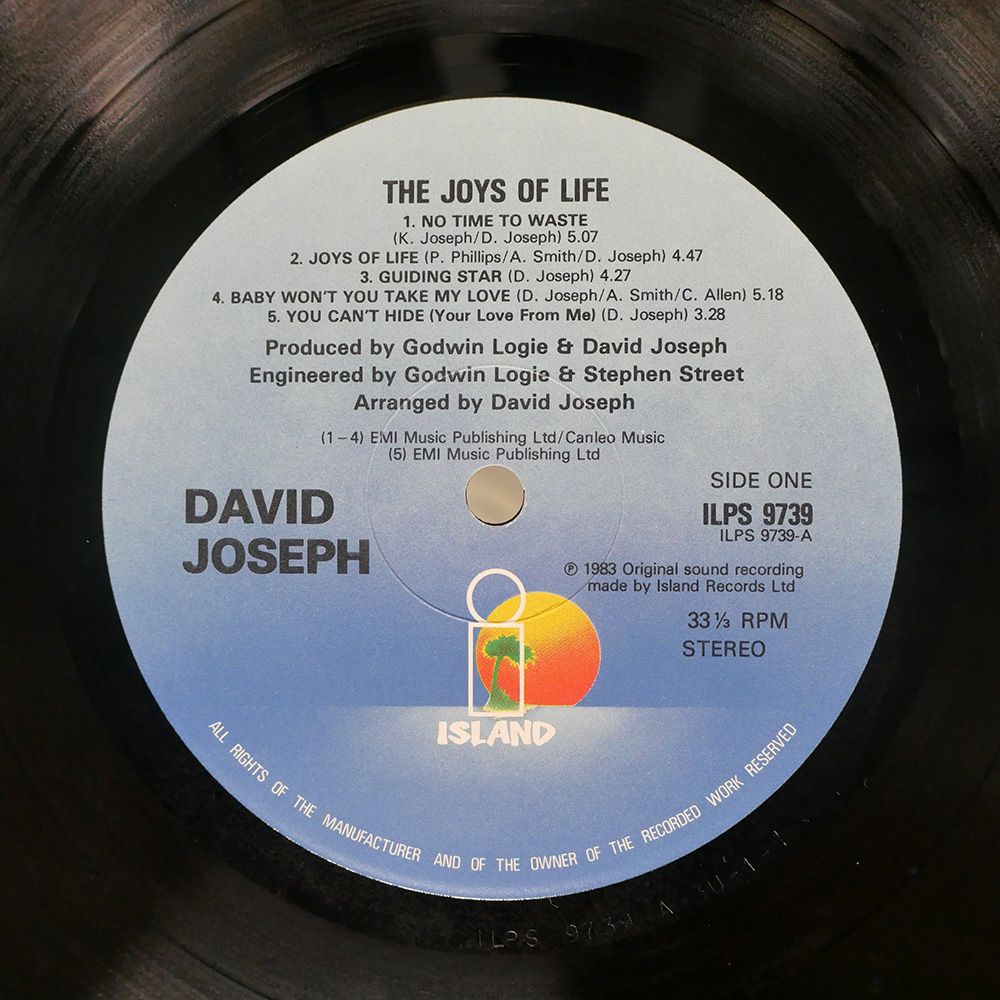 THE JOYS OF LIFE
1. NO TIME TO WASTE
(K. Joseph/D. Joseph) 5.07
2. JOYS OF LIFE (P. Phillips/A. Smith/D. Joseph) 4.47
3. GUIDING STAR (D. Joseph) 4.27
4. BABY WON'T YOU TAKE MY LOVE (D. Joseph/A. Smith/C. Allen) 5.18
5. YOU CAN'T HIDE (Your Love From Me) (D. Joseph) 3.28
Produced by Godwin Logie & David Joseph
Engineered by Godwin Logie & Stephen Street
Arranged by David Joseph
(1–4) EMI Music Publishing Ltd/Canleo Music
(5) EMI Music Publishing Ltd
DAVID
JOSEPH
SIDE ONE
ILPS 9739
ILPS 9739-A
℗ 1983 Original sound recording
made by Island Records Ltd
33⅓ RPM
STEREO
i
ISLAND
ALL RIGHTS OF THE MANUFACTURER AND OF THE OWNER OF THE RECORDED WORK RESERVED
ILPS 9739 A